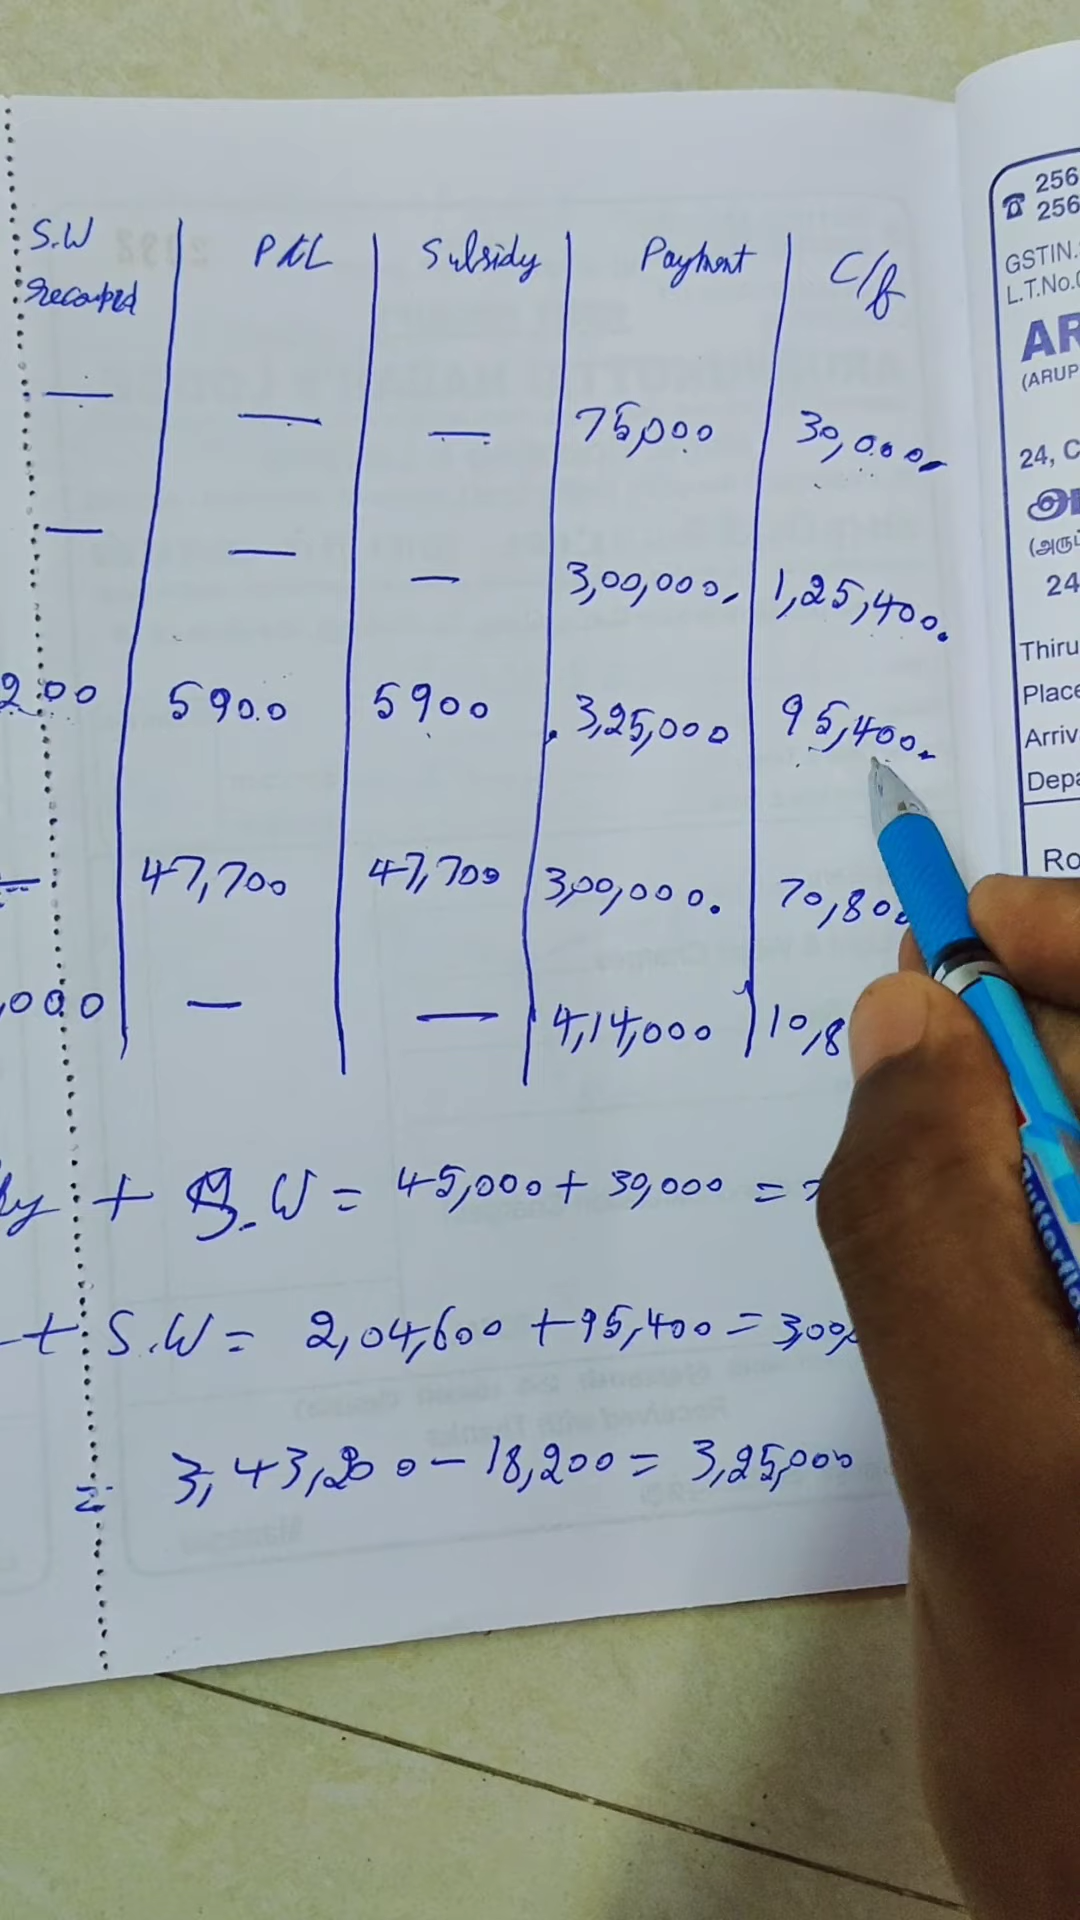 S.W | P&L | Subsidy | Payment | C/f
recouped
— | — | — | 75,000 | 30,000.
— | — | — | 3,00,000. | 1,25,400.
200 | 5900 | 5900 | 3,25,000 | 95,400.
— | 47,700 | 47,700 | 3,00,000. | 70,80
,000 | — | — | 4,14,000 | 10,8
+ S.W = 45,000 + 30,000 =
+ S.W = 2,04,600 + 95,400 = 3,00,
= 3,43,200 - 18,200 = 3,25,000
256
256
GSTIN.
L.T.No.
AR
(ARUP
24, C
(அருப்
24
Thiru
Place
Arriv
Depa
Ro